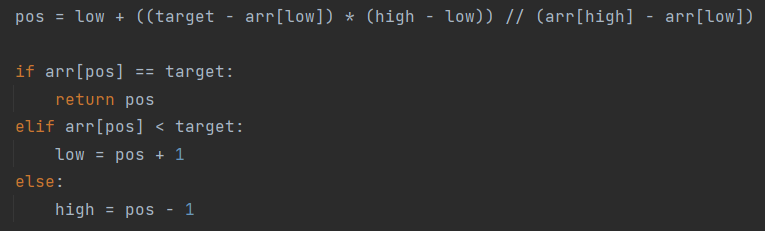 pos = low + ((target - arr[low]) * (high - low)) // (arr[high] - arr[low])

if arr[pos] == target:
    return pos
elif arr[pos] < target:
    low = pos + 1
else:
    high = pos - 1